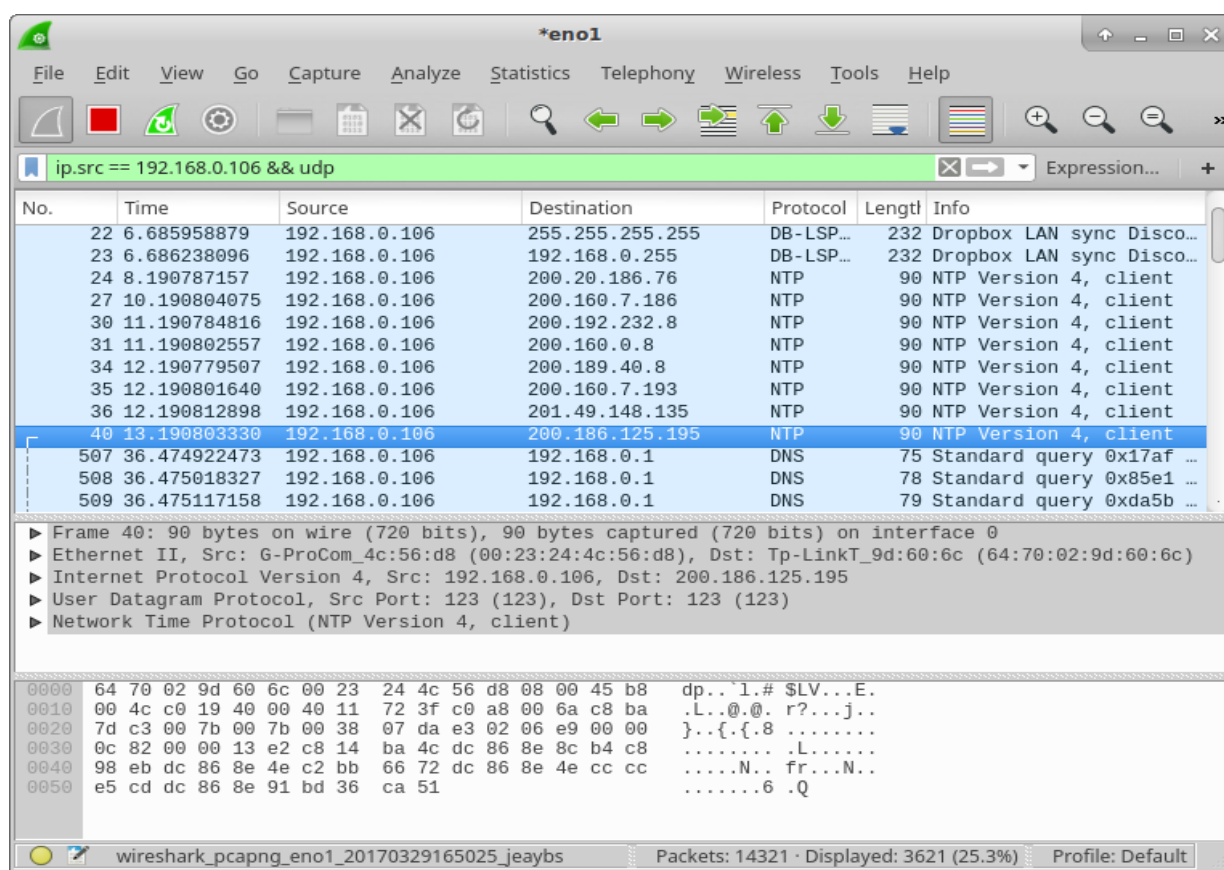 *eno1
File Edit View Go Capture Analyze Statistics Telephony Wireless Tools Help
ip.src == 192.168.0.106 && udp Expression... +
No. Time Source Destination Protocol Lengtl Info
22 6.685958879 192.168.0.106 255.255.255.255 DB-LSP… 232 Dropbox LAN sync Disco…
23 6.686238096 192.168.0.106 192.168.0.255 DB-LSP… 232 Dropbox LAN sync Disco…
24 8.190787157 192.168.0.106 200.20.186.76 NTP 90 NTP Version 4, client
27 10.190804075 192.168.0.106 200.160.7.186 NTP 90 NTP Version 4, client
30 11.190784816 192.168.0.106 200.192.232.8 NTP 90 NTP Version 4, client
31 11.190802557 192.168.0.106 200.160.0.8 NTP 90 NTP Version 4, client
34 12.190779507 192.168.0.106 200.189.40.8 NTP 90 NTP Version 4, client
35 12.190801640 192.168.0.106 200.160.7.193 NTP 90 NTP Version 4, client
36 12.190812898 192.168.0.106 201.49.148.135 NTP 90 NTP Version 4, client
40 13.190803330 192.168.0.106 200.186.125.195 NTP 90 NTP Version 4, client
507 36.474922473 192.168.0.106 192.168.0.1 DNS 75 Standard query 0x17af …
508 36.475018327 192.168.0.106 192.168.0.1 DNS 78 Standard query 0x85e1 …
509 36.475117158 192.168.0.106 192.168.0.1 DNS 79 Standard query 0xda5b …
Frame 40: 90 bytes on wire (720 bits), 90 bytes captured (720 bits) on interface 0
Ethernet II, Src: G-ProCom_4c:56:d8 (00:23:24:4c:56:d8), Dst: Tp-LinkT_9d:60:6c (64:70:02:9d:60:6c)
Internet Protocol Version 4, Src: 192.168.0.106, Dst: 200.186.125.195
User Datagram Protocol, Src Port: 123 (123), Dst Port: 123 (123)
Network Time Protocol (NTP Version 4, client)
0000 64 70 02 9d 60 6c 00 23 24 4c 56 d8 08 00 45 b8 dp..`l.# $LV...E.
0010 00 4c c0 19 40 00 40 11 72 3f c0 a8 00 6a c8 ba .L..@.@. r?...j..
0020 7d c3 00 7b 00 7b 00 38 07 da e3 02 06 e9 00 00 }..{.{.8 ........
0030 0c 82 00 00 13 e2 c8 14 ba 4c dc 86 8e 8c b4 c8 ........ .L......
0040 98 eb dc 86 8e 4e c2 bb 66 72 dc 86 8e 4e cc cc .....N.. fr...N..
0050 e5 cd dc 86 8e 91 bd 36 ca 51 .......6 .Q
wireshark_pcapng_eno1_20170329165025_jeaybs Packets: 14321 · Displayed: 3621 (25.3%) Profile: Default